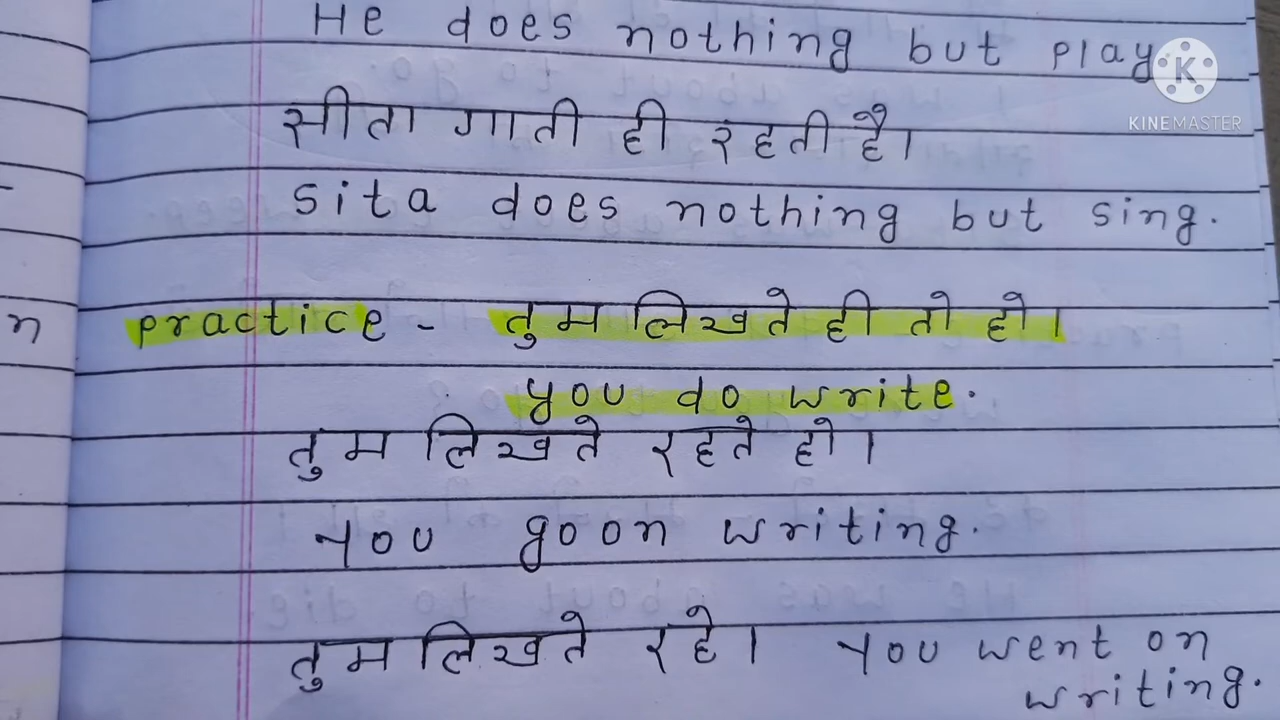 He does nothing but play
KINEMASTER
सीता गाती ही रहती है।
Sita does nothing but sing.
n practice - तुम लिखते ही तो हो।
you do write.
तुम लिखते रहते हो।
You goon writing.
तुम लिखते रहे। You went on
writing.